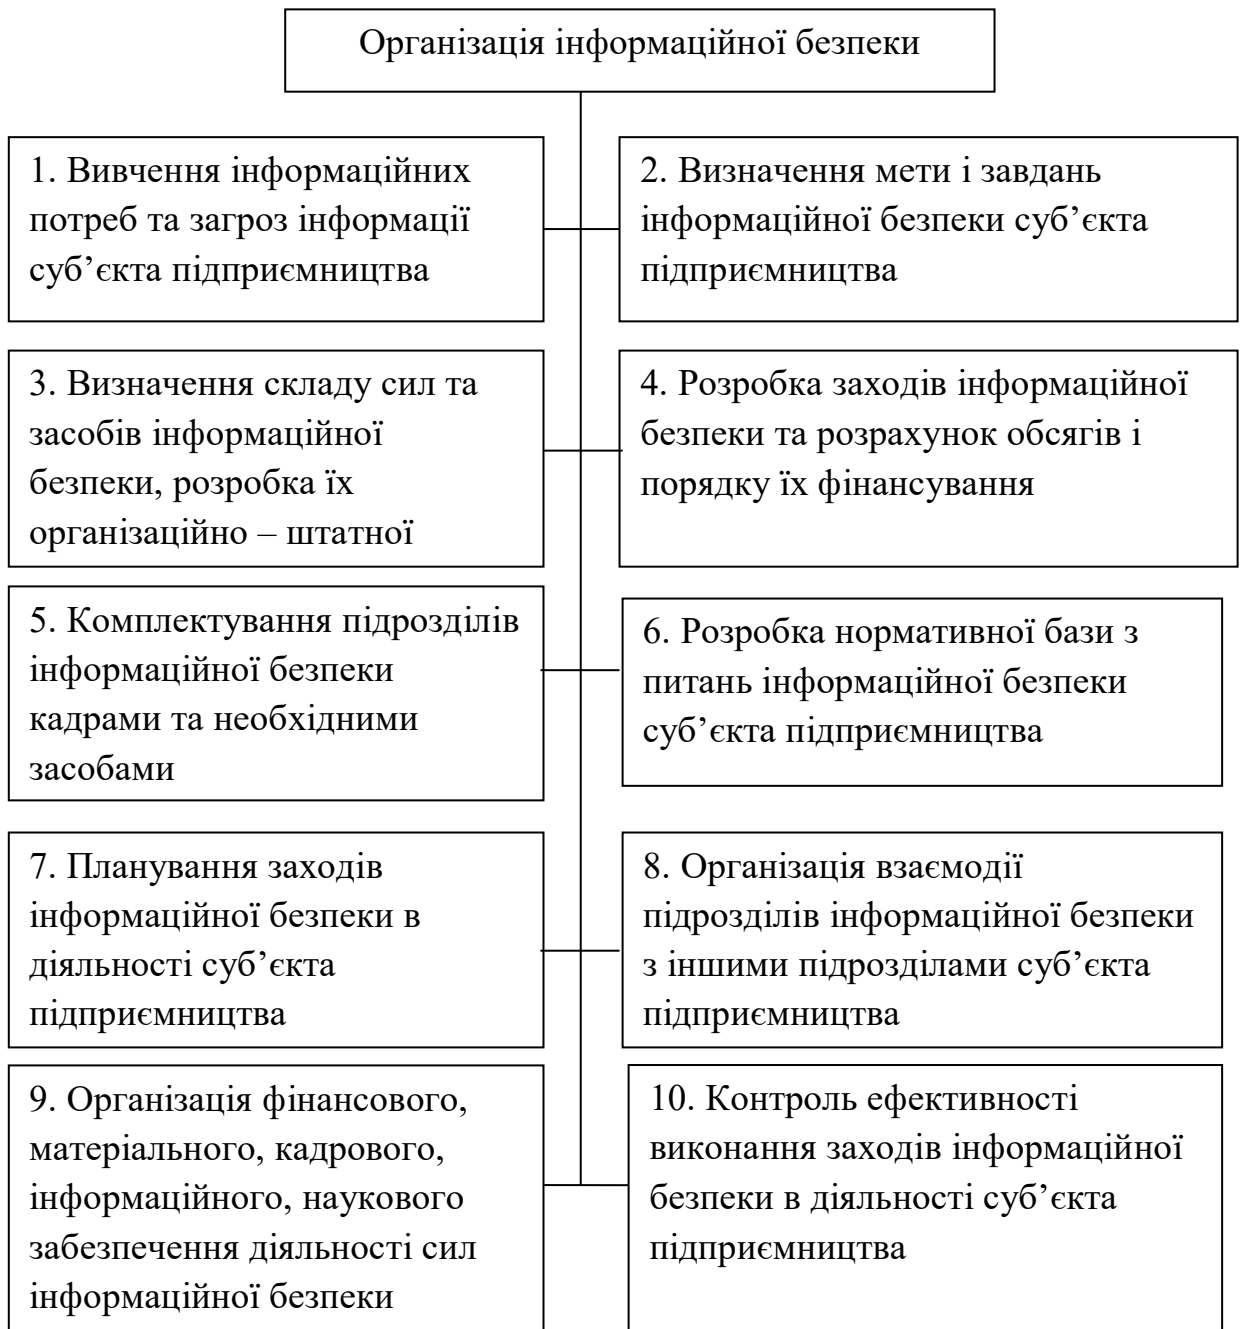 Організація інформаційної безпеки
1. Вивчення інформаційних
потреб та загроз інформації
суб’єкта підприємництва
2. Визначення мети і завдань
інформаційної безпеки суб’єкта
підприємництва
3. Визначення складу сил та
засобів інформаційної
безпеки, розробка їх
організаційно – штатної
4. Розробка заходів інформаційної
безпеки та розрахунок обсягів і
порядку їх фінансування
5. Комплектування підрозділів
інформаційної безпеки
кадрами та необхідними
засобами
6. Розробка нормативної бази з
питань інформаційної безпеки
суб’єкта підприємництва
7. Планування заходів
інформаційної безпеки в
діяльності суб’єкта
підприємництва
8. Організація взаємодії
підрозділів інформаційної безпеки
з іншими підрозділами суб’єкта
підприємництва
9. Організація фінансового,
матеріального, кадрового,
інформаційного, наукового
забезпечення діяльності сил
інформаційної безпеки
10. Контроль ефективності
виконання заходів інформаційної
безпеки в діяльності суб’єкта
підприємництва